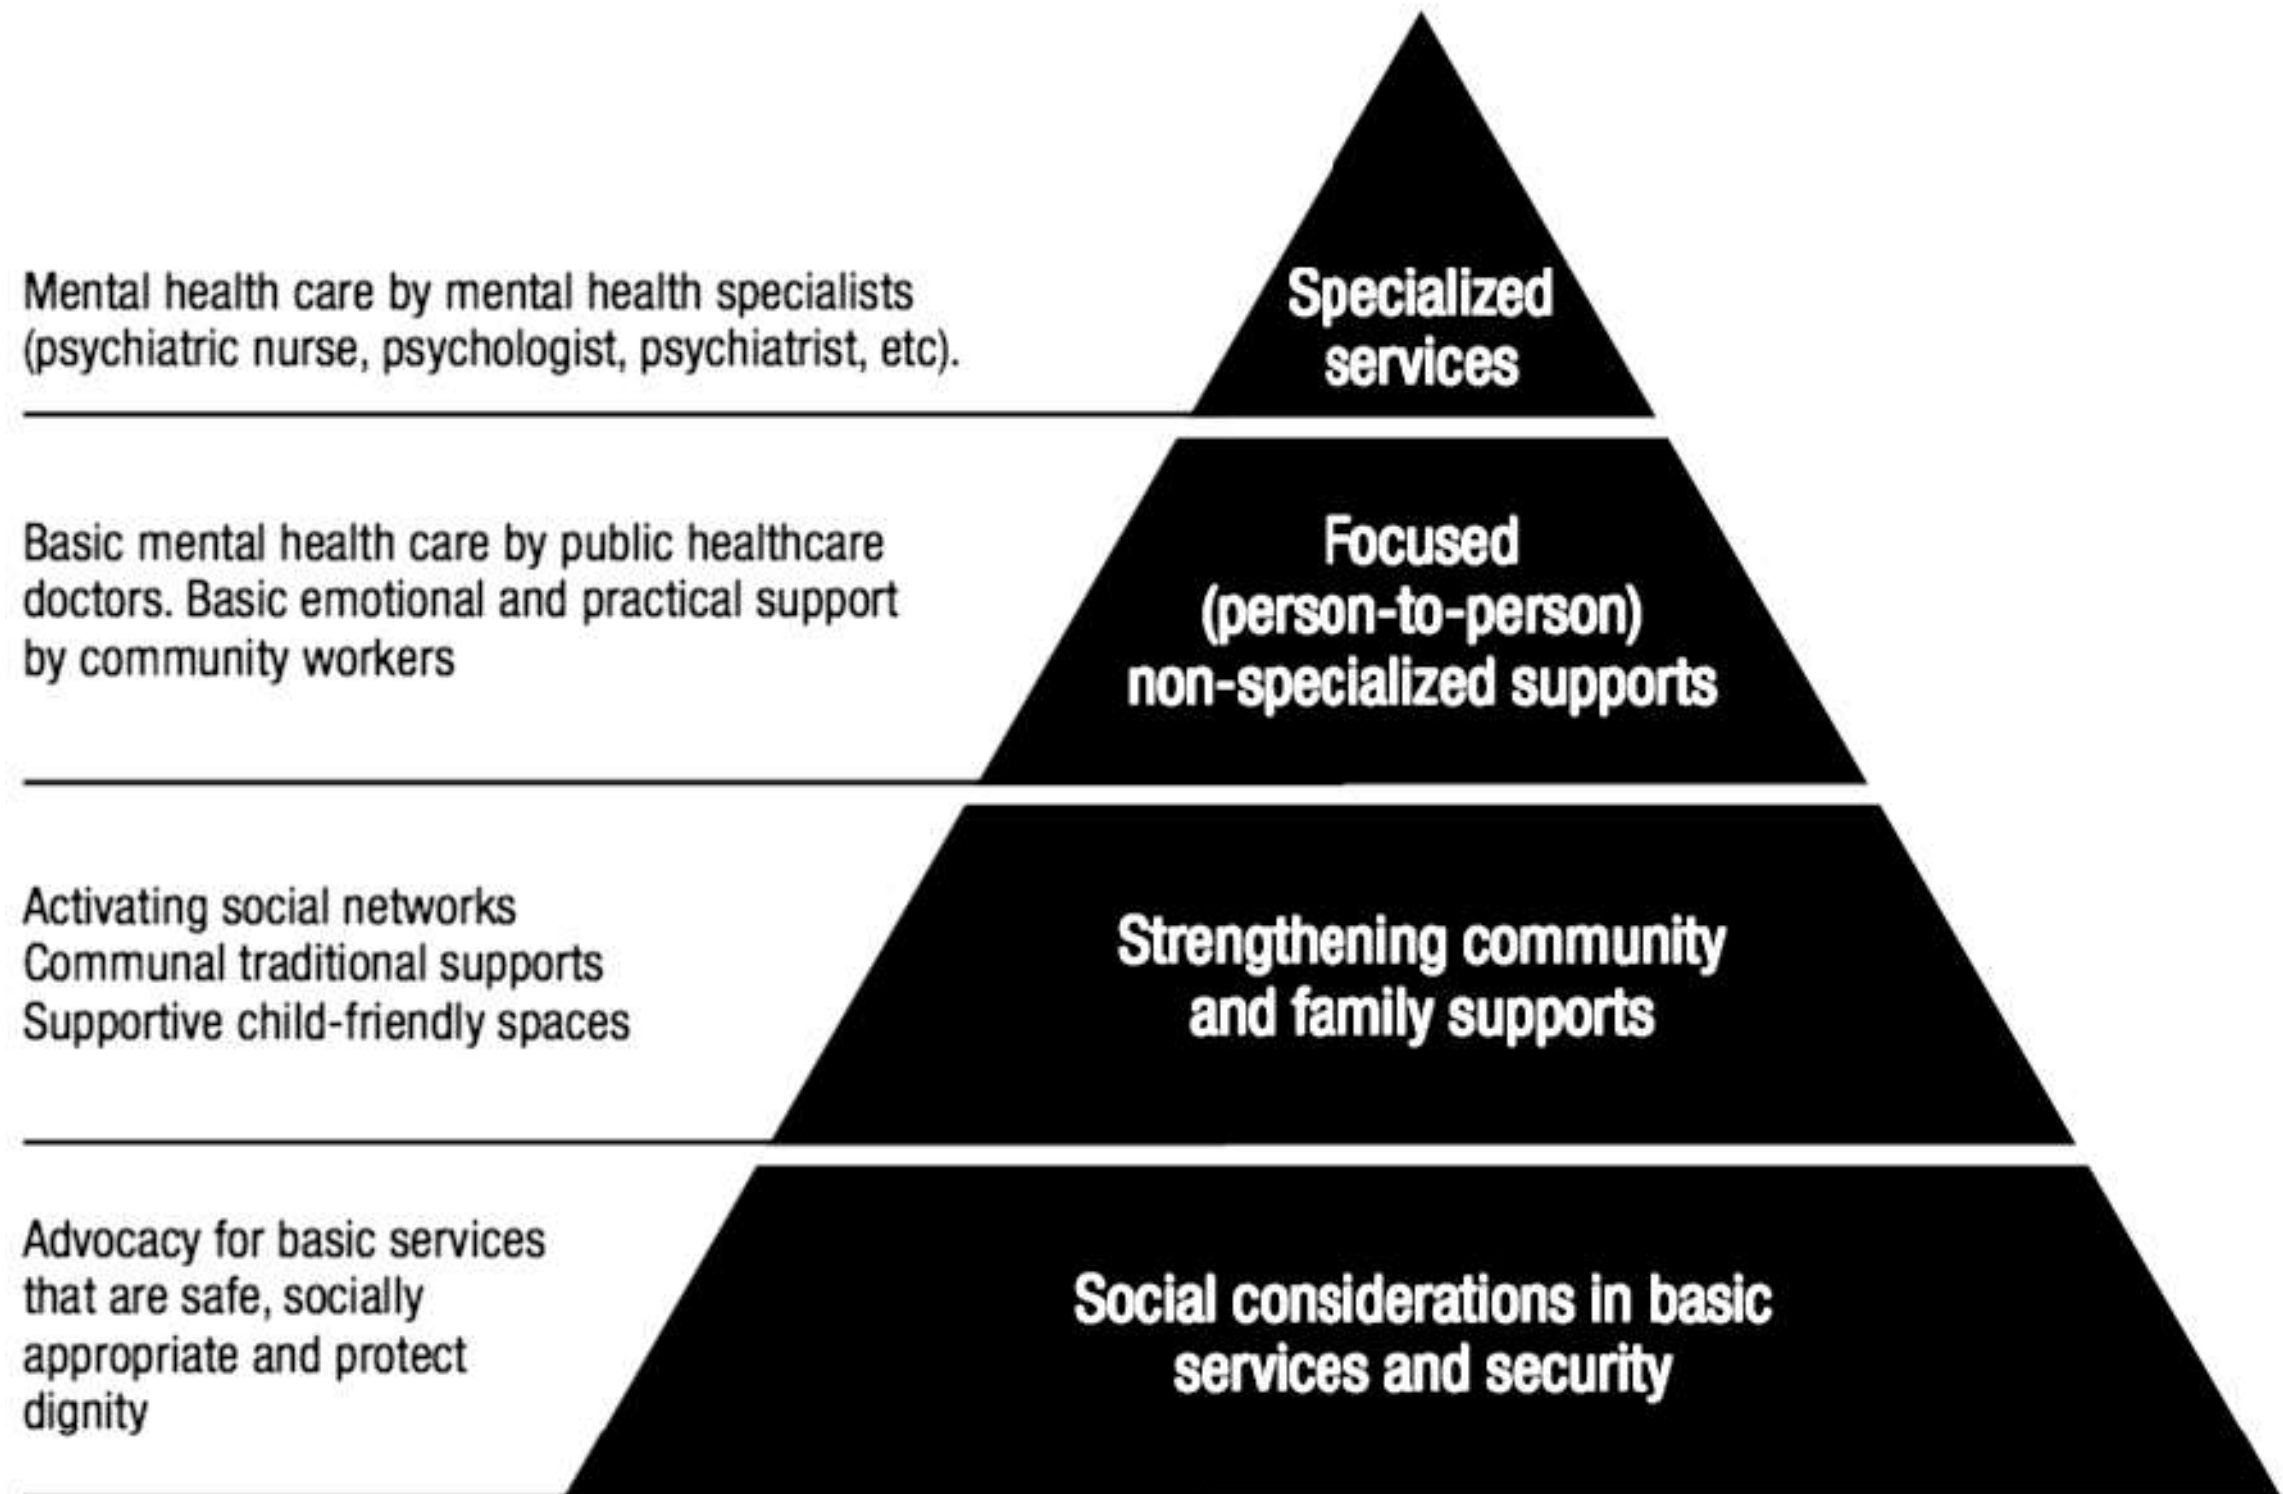 Mental health care by mental health specialists
(psychiatric nurse, psychologist, psychiatrist, etc).
Specialized
services
Basic mental health care by public healthcare
doctors. Basic emotional and practical support
by community workers
Focused
(person-to-person)
non-specialized supports
Activating social networks
Communal traditional supports
Supportive child-friendly spaces
Strengthening community
and family supports
Advocacy for basic services
that are safe, socially
appropriate and protect
dignity
Social considerations in basic
services and security